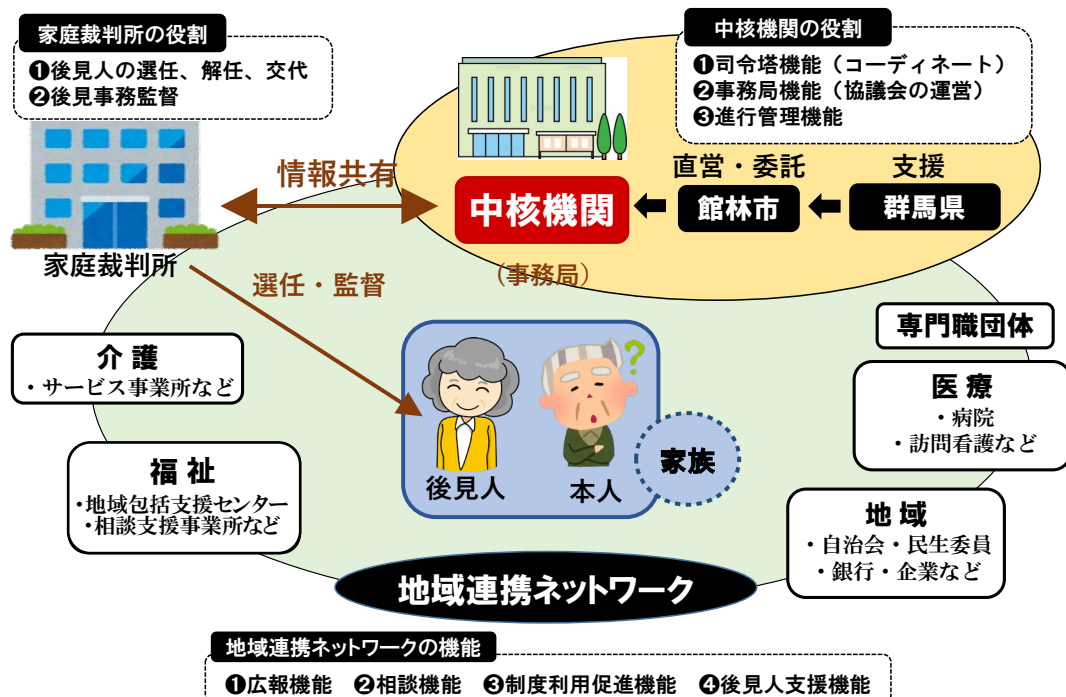 家庭裁判所の役割
❶後見人の選任、解任、交代
❷後見事務監督
中核機関の役割
❶司令塔機能（コーディネート）
❷事務局機能（協議会の運営）
❸進行管理機能
情報共有
直営・委託
支援
中核機関
館林市
群馬県
家庭裁判所
（事務局）
選任・監督
専門職団体
介護
・サービス事業所など
医療
・病院
・訪問看護など
福祉
・地域包括支援センター
・相談支援事業所など
？
後見人
本人
家族
地域
・自治会・民生委員
・銀行・企業など
地域連携ネットワーク
地域連携ネットワークの機能
❶広報機能　❷相談機能　❸制度利用促進機能　❹後見人支援機能